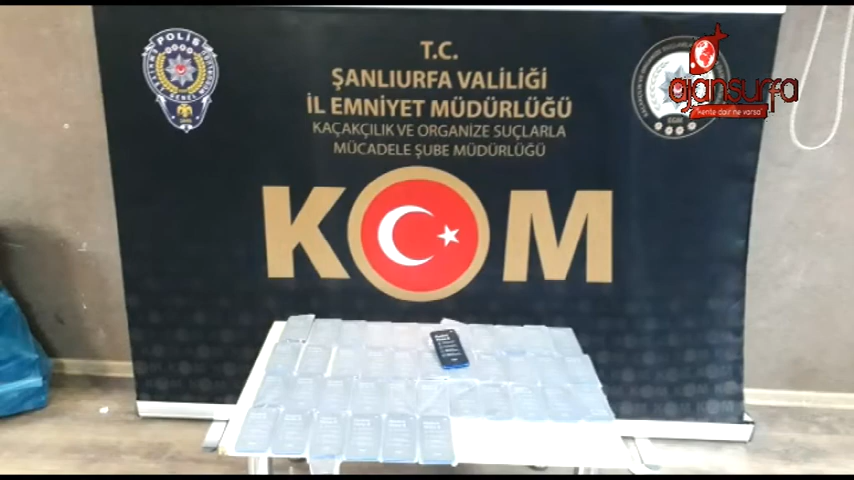 T.C.
ŞANLIURFA VALİLİĞİ
İL EMNİYET MÜDÜRLÜĞÜ
KAÇAKÇILIK VE ORGANİZE SUÇLARLA
MÜCADELE ŞUBE MÜDÜRLÜĞÜ
KOM
POLİS
ajansurfa
"kente dair ne varsa"